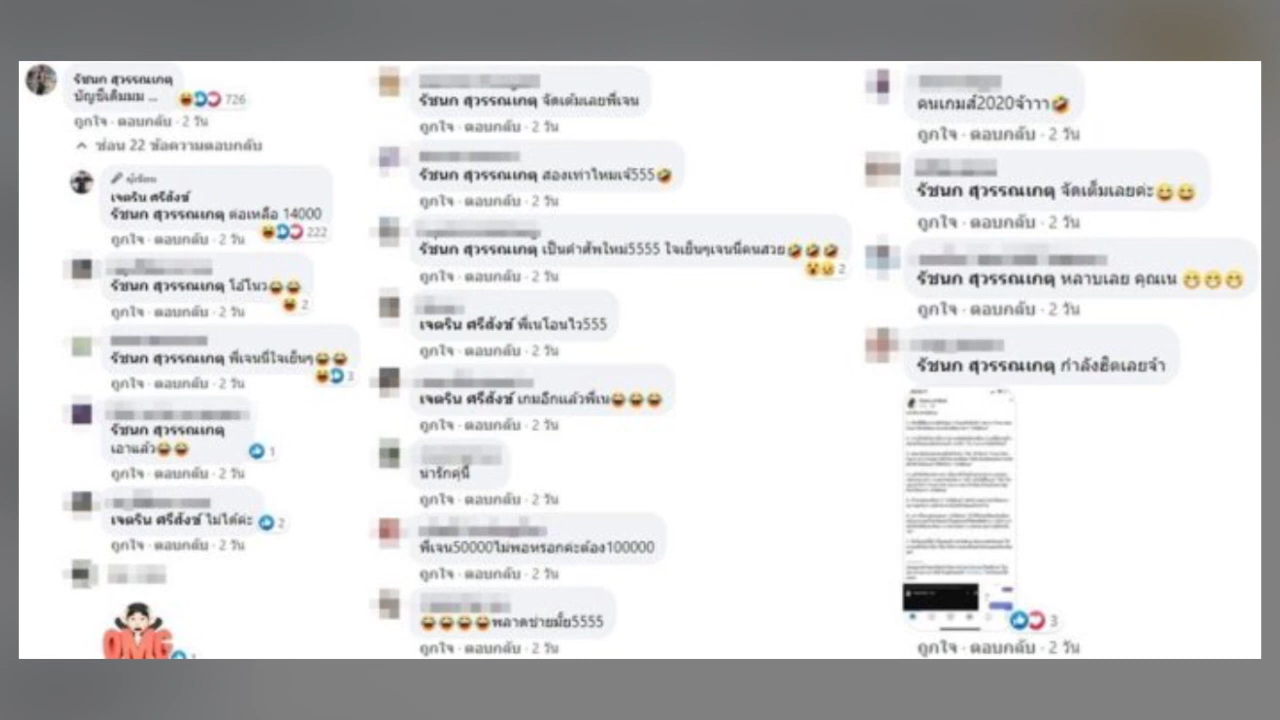 รัชนก สุวรรณเกตุ
บัญชีเดิมมม ...
726
ถูกใจ · ตอบกลับ · 2 วัน
ซ่อน 22 ข้อความตอบกลับ
ผู้เขียน
เจตริน ศรีสังข์
รัชนก สุวรรณเกตุ ต่อเหลือ 14000
222
ถูกใจ · ตอบกลับ · 2 วัน
รัชนก สุวรรณเกตุ โอ้โนว😂😂
2
ถูกใจ · ตอบกลับ · 2 วัน
รัชนก สุวรรณเกตุ พี่เจนนี่ใจเย็นๆ😂😂
3
ถูกใจ · ตอบกลับ · 2 วัน
รัชนก สุวรรณเกตุ
เอาแล้ว😂😂
1
ถูกใจ · ตอบกลับ · 2 วัน
เจตริน ศรีสังข์ ไม่ได้ค่ะ
2
ถูกใจ · ตอบกลับ · 2 วัน
OMG
รัชนก สุวรรณเกตุ จัดเต็มเลยพี่เจน
ถูกใจ · ตอบกลับ · 2 วัน
รัชนก สุวรรณเกตุ สองเท่าไหมเจ้555🤣
ถูกใจ · ตอบกลับ · 2 วัน
รัชนก สุวรรณเกตุ เป็นคำศัพใหม่5555 ใจเย็นๆเจนนี่คนสวย🤣🤣🤣
2
ถูกใจ · ตอบกลับ · 2 วัน
เจตริน ศรีสังข์ พี่เนโอนไว555
ถูกใจ · ตอบกลับ · 2 วัน
เจตริน ศรีสังข์ เกมอีกแล้วพี่เน😂😂😂
ถูกใจ · ตอบกลับ · 2 วัน
น่ารักคู่นี้
ถูกใจ · ตอบกลับ · 2 วัน
พี่เจน50000ไม่พอหรอกค่ะต้อง100000
ถูกใจ · ตอบกลับ · 2 วัน
😂😂😂😂พลาดช่ายมั้ย5555
ถูกใจ · ตอบกลับ · 2 วัน
คนเกมส์2020จ้าาา🤣
ถูกใจ · ตอบกลับ · 2 วัน
รัชนก สุวรรณเกตุ จัดเต็มเลยค่ะ😄😄
ถูกใจ · ตอบกลับ · 2 วัน
รัชนก สุวรรณเกตุ หลาบเลย คุณเน 😁😁😁
ถูกใจ · ตอบกลับ · 2 วัน
รัชนก สุวรรณเกตุ กำลังฮิตเลยจ้า
3
ถูกใจ · ตอบกลับ · 2 วัน